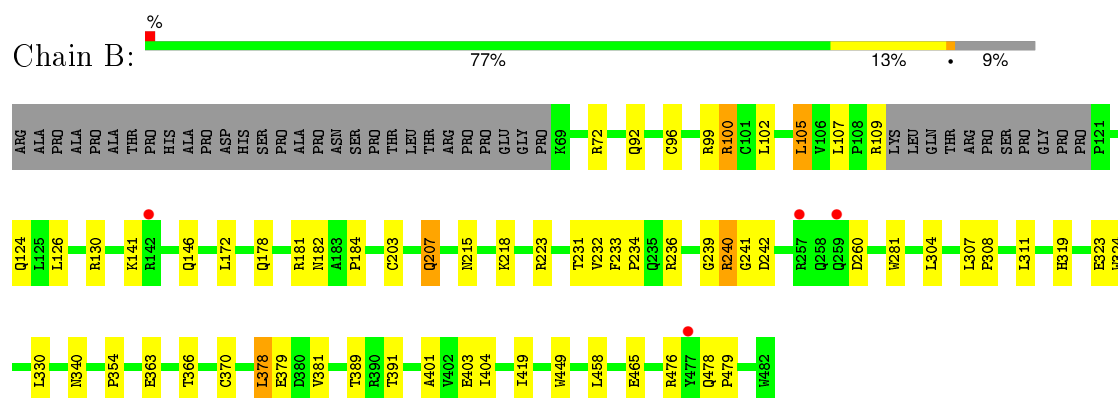 %
Chain B:
77% 13% • 9%
ARG ALA PRO ALA PRO ALA THR PRO HIS ALA PRO ASP HIS SER PRO ALA PRO ASN SER PRO THR LEU THR ARG PRO PRO GLU GLY PRO K69 R72 Q92 C96 R99 R100 C101 L102 L105 V106 L107 P108 R109 LYS LEU GLN THR ARG PRO SER PRO GLY PRO PRO P121
Q124 L125 L126 R130 K141 R142 Q146 L172 Q178 R181 N182 A183 P184 C203 Q207 N215 K218 R223 T231 V232 F233 P234 Q235 R236 G239 R240 G241 D242 R257 Q258 Q259 D260 W281 L304 L307 P308 L311 H319 E323 W324
L330 N340 P354 E363 T366 C370 L378 E379 D380 V381 T389 R390 T391 A401 V402 E403 I404 I419 W449 L458 E465 R476 Y477 Q478 P479 W482